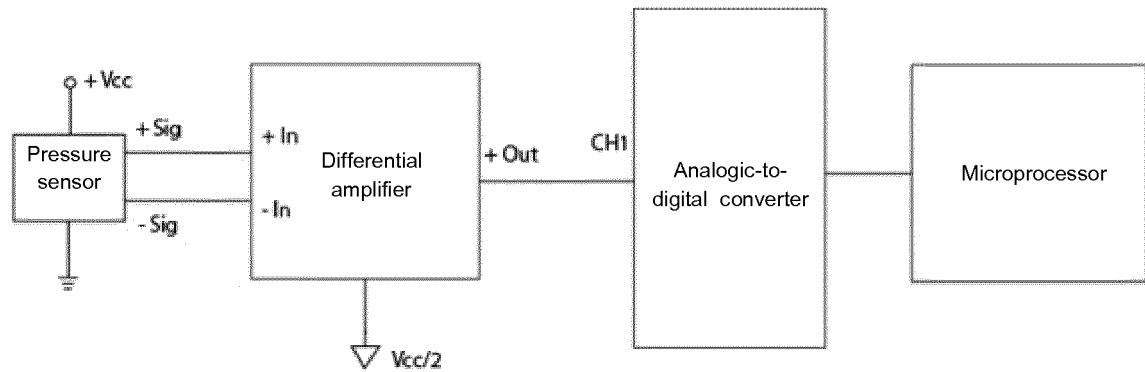 + Vcc
Pressure
sensor
+ Sig
- Sig
+ In
- In
Differential
amplifier
+ Out
Vcc/2
CH1
Analogic-to-
digital converter
Microprocessor